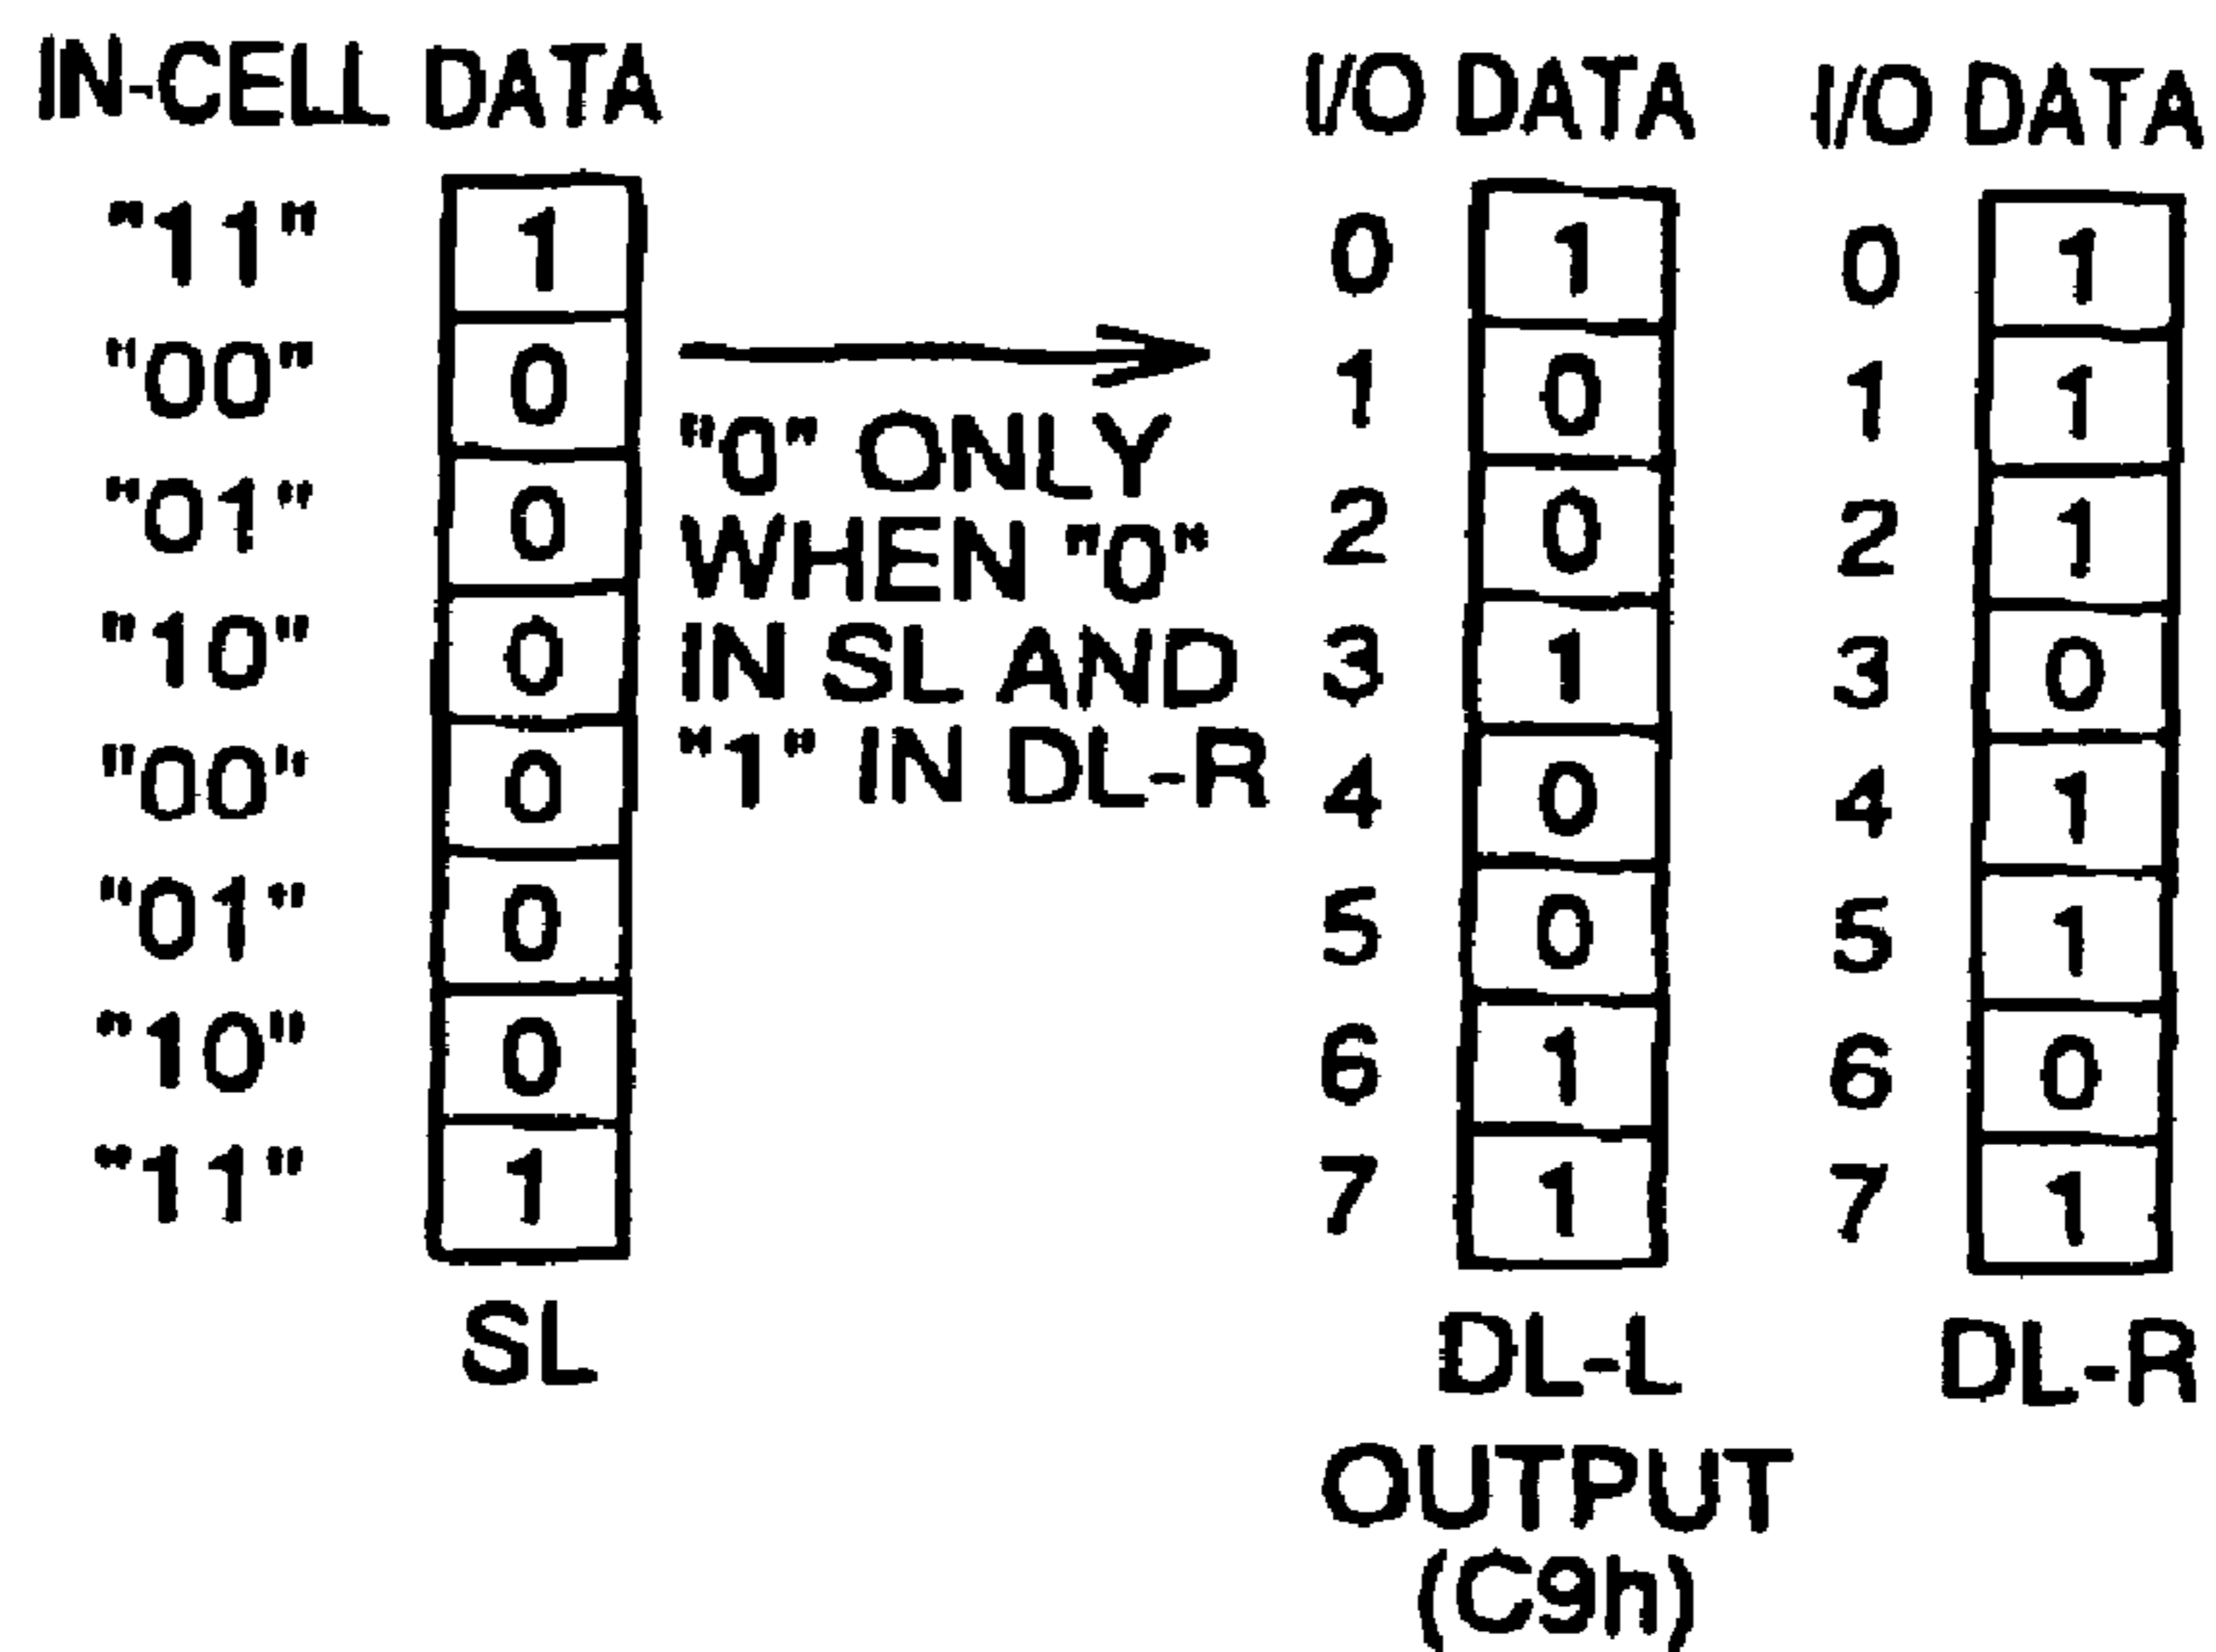 IN-CELL DATA I/O DATA I/O DATA
"11" 1 0 1 0 1
"00" 0 1 0 1 1
"01" 0 2 0 2 1
"10" 0 3 1 3 0
"00" 0 4 0 4 1
"01" 0 5 0 5 1
"10" 0 6 1 6 0
"11" 1 7 1 7 1
"0" ONLY
WHEN "0"
IN SL AND
"1" IN DL-R
SL DL-L DL-R
OUTPUT
(C9h)